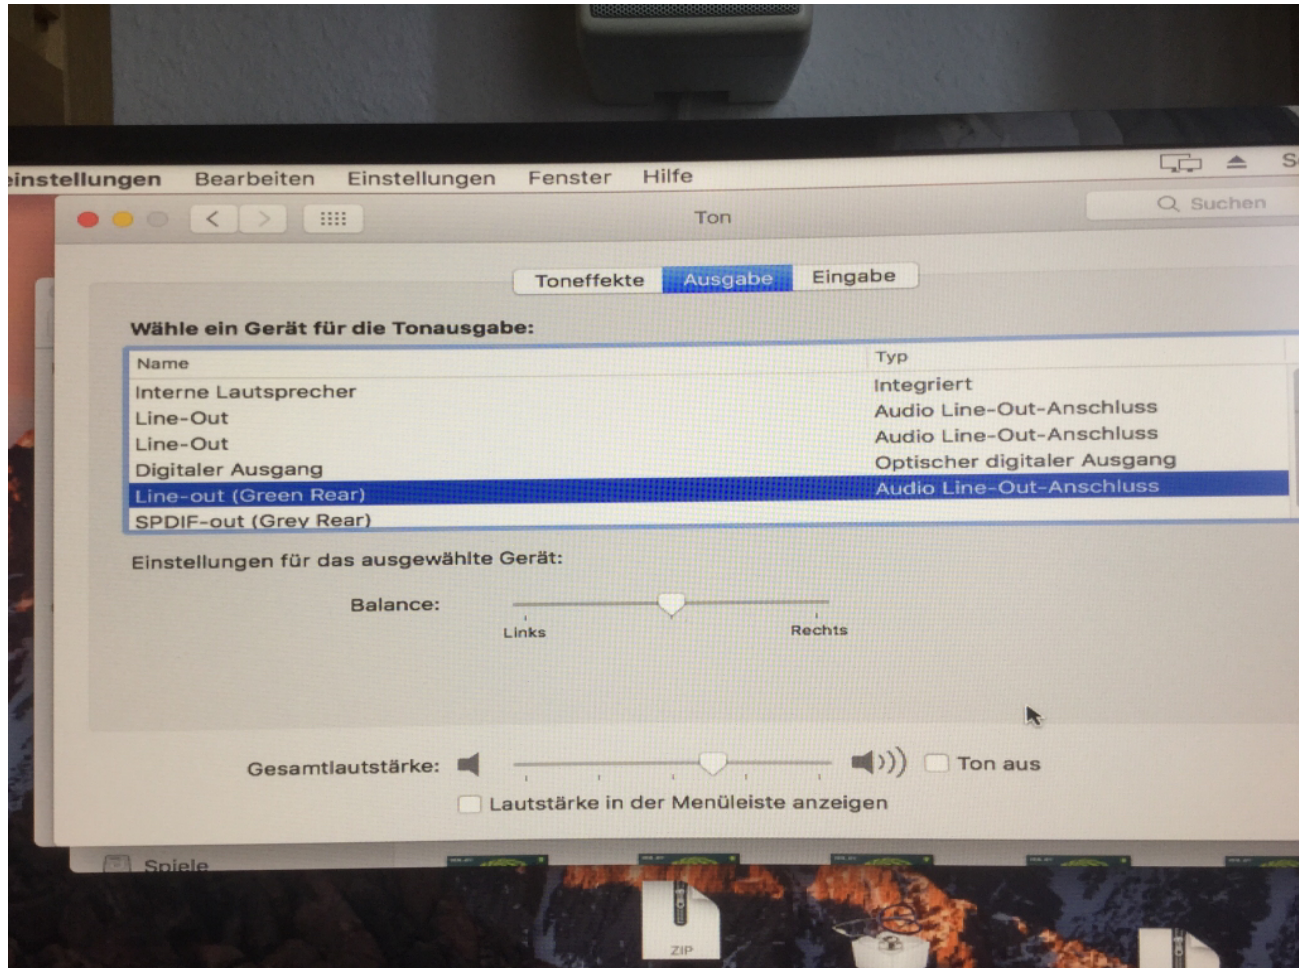 einstellungen Bearbeiten Einstellungen Fenster Hilfe
Ton
Suchen
Toneffekte Ausgabe Eingabe
Wähle ein Gerät für die Tonausgabe:
Name Typ
Interne Lautsprecher Integriert
Line-Out Audio Line-Out-Anschluss
Line-Out Audio Line-Out-Anschluss
Digitaler Ausgang Optischer digitaler Ausgang
Line-out (Green Rear) Audio Line-Out-Anschluss
SPDIF-out (Grey Rear)
Einstellungen für das ausgewählte Gerät:
Balance:
Links Rechts
Gesamtlautstärke: Ton aus
Lautstärke in der Menüleiste anzeigen
Spiele
ZIP